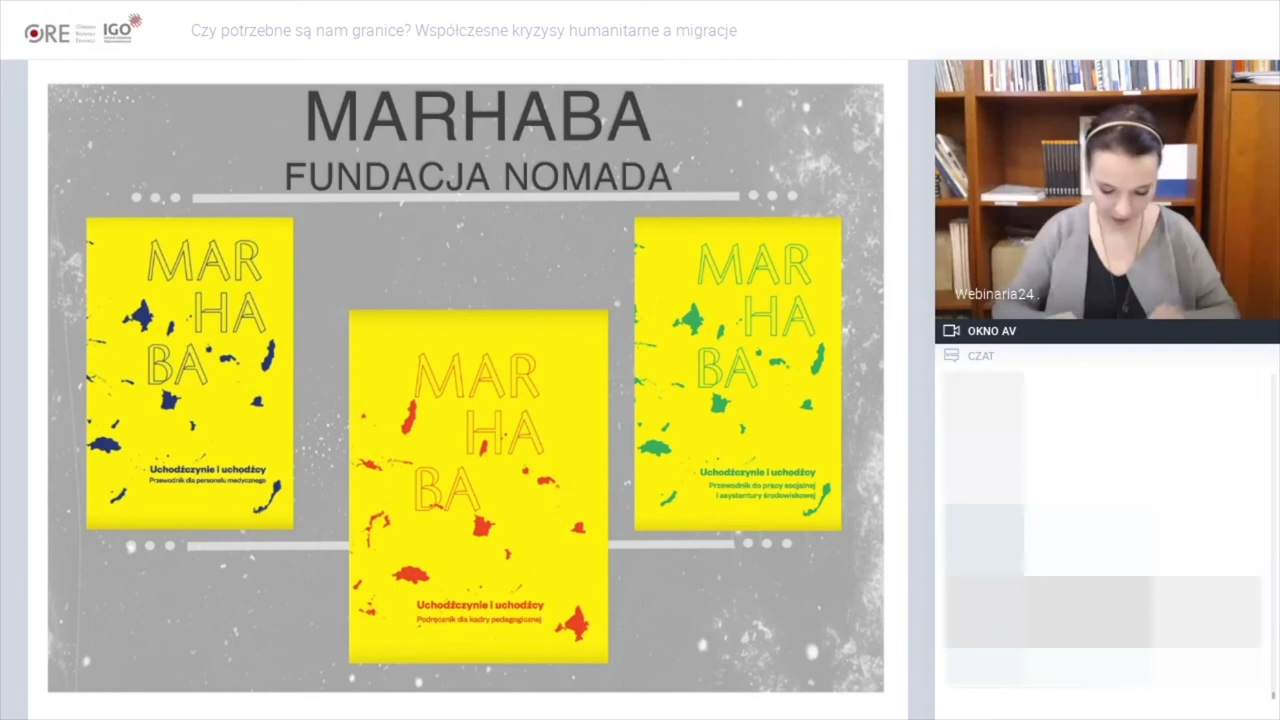 ORE
IGO
Czy potrzebne są nam granice? Współczesne kryzysy humanitarne a migracje
MARHABA
FUNDACJA NOMADA
MAR
HA
BA
Uchodźczynie i uchodźcy
Przewodnik dla personelu medycznego
MAR
HA
BA
Uchodźczynie i uchodźcy
Podręcznik dla kadry pedagogicznej
MAR
HA
BA
Uchodźczynie i uchodźcy
Przewodnik do pracy socjalnej
i asystentury środowiskowej
Webinaria24 .
OKNO AV
CZAT